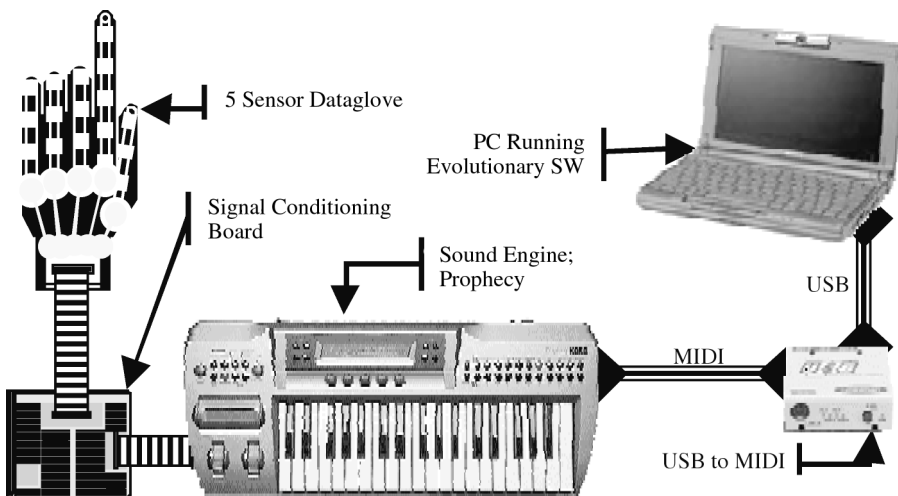 5 Sensor Dataglove
PC Running
Evolutionary SW
Signal Conditioning
Board
Sound Engine;
Prophecy
USB
KORG
MIDI
USB to MIDI